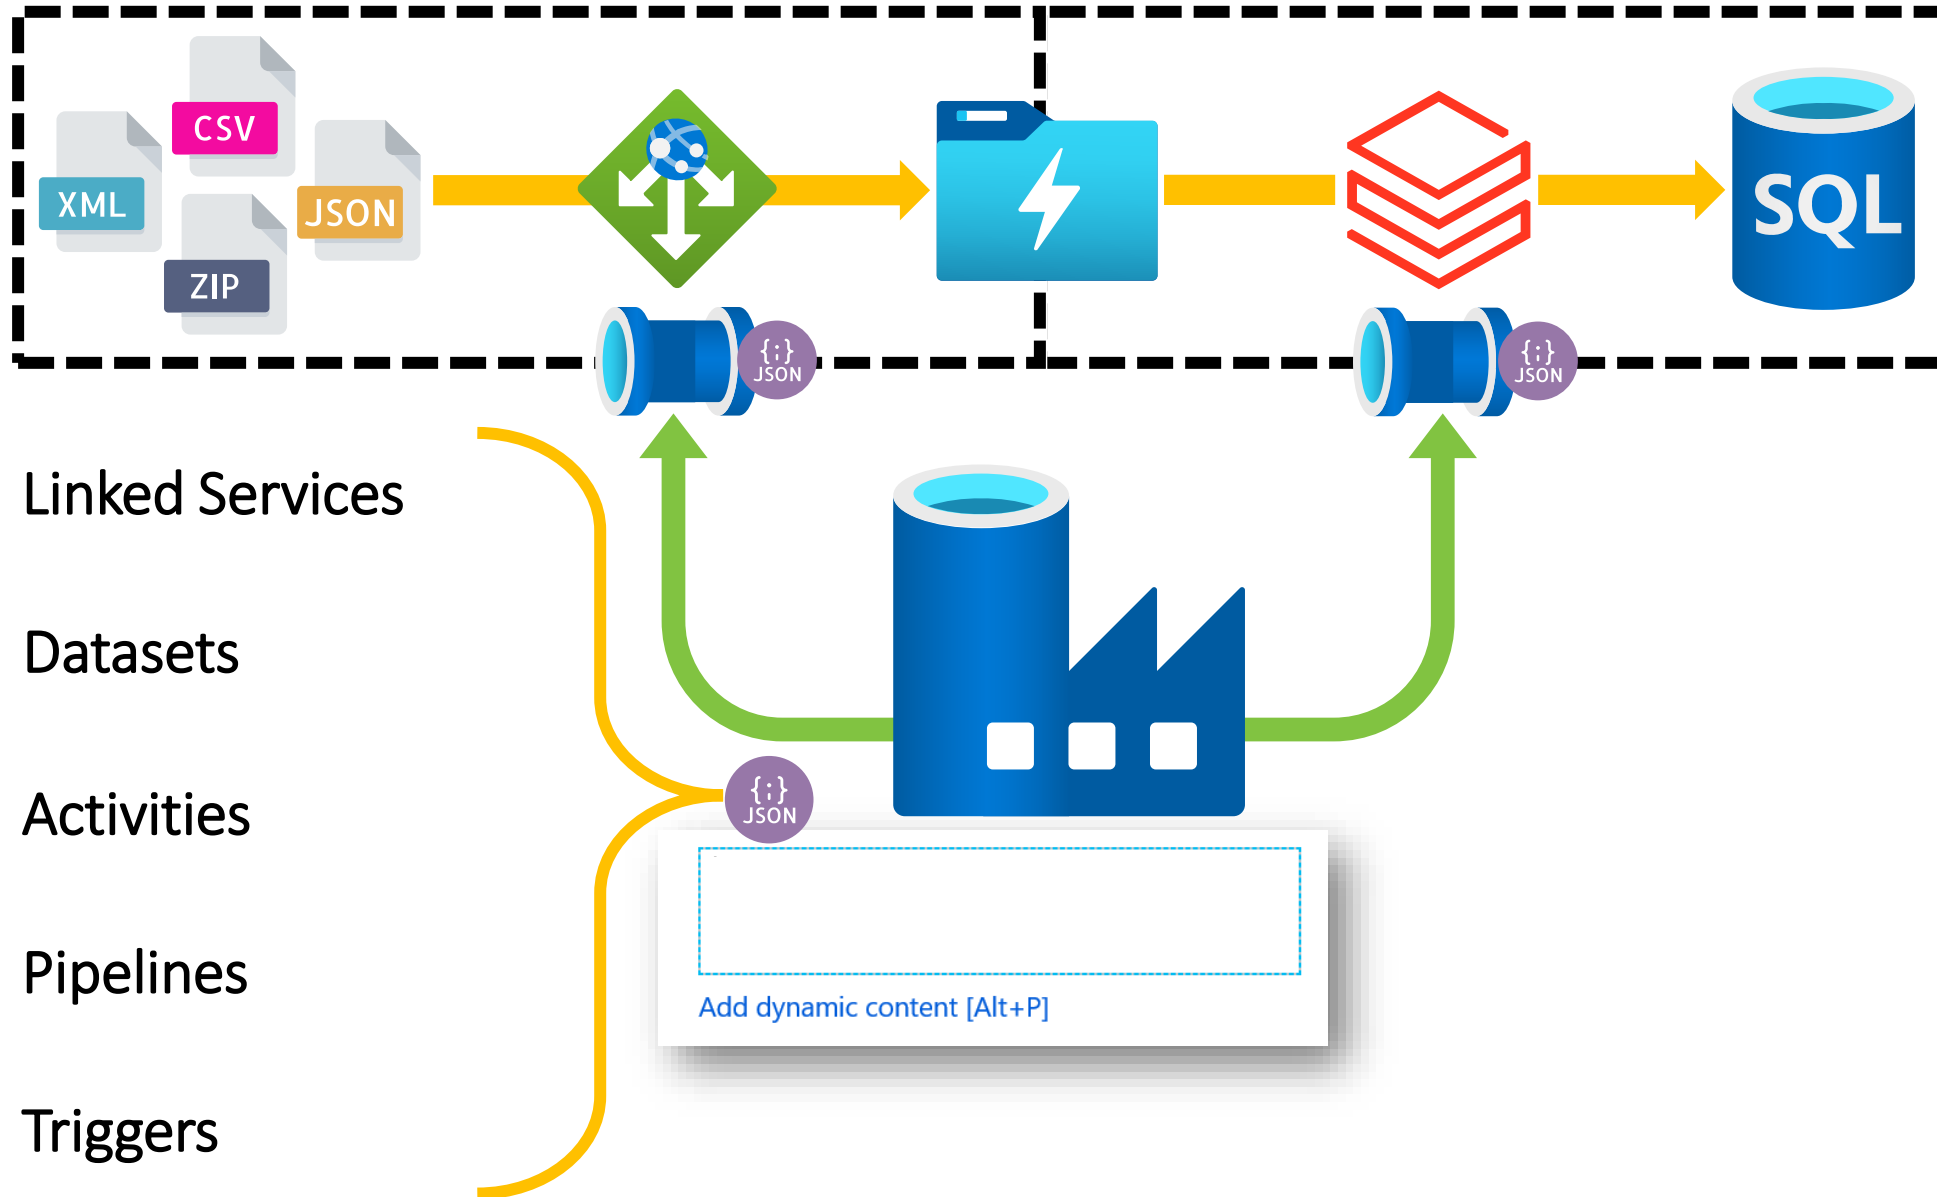 CSV
XML
JSON
ZIP
SQL
{;}
JSON
{;}
JSON
Linked Services
Datasets
Activities
{;}
JSON
Pipelines
Add dynamic content [Alt+P]
Triggers